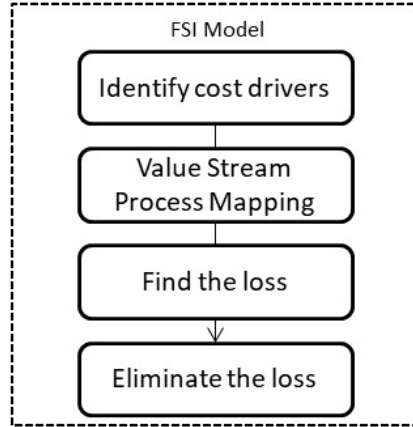 FSI Model
Identify cost drivers
Value Stream
Process Mapping
Find the loss
Eliminate the loss